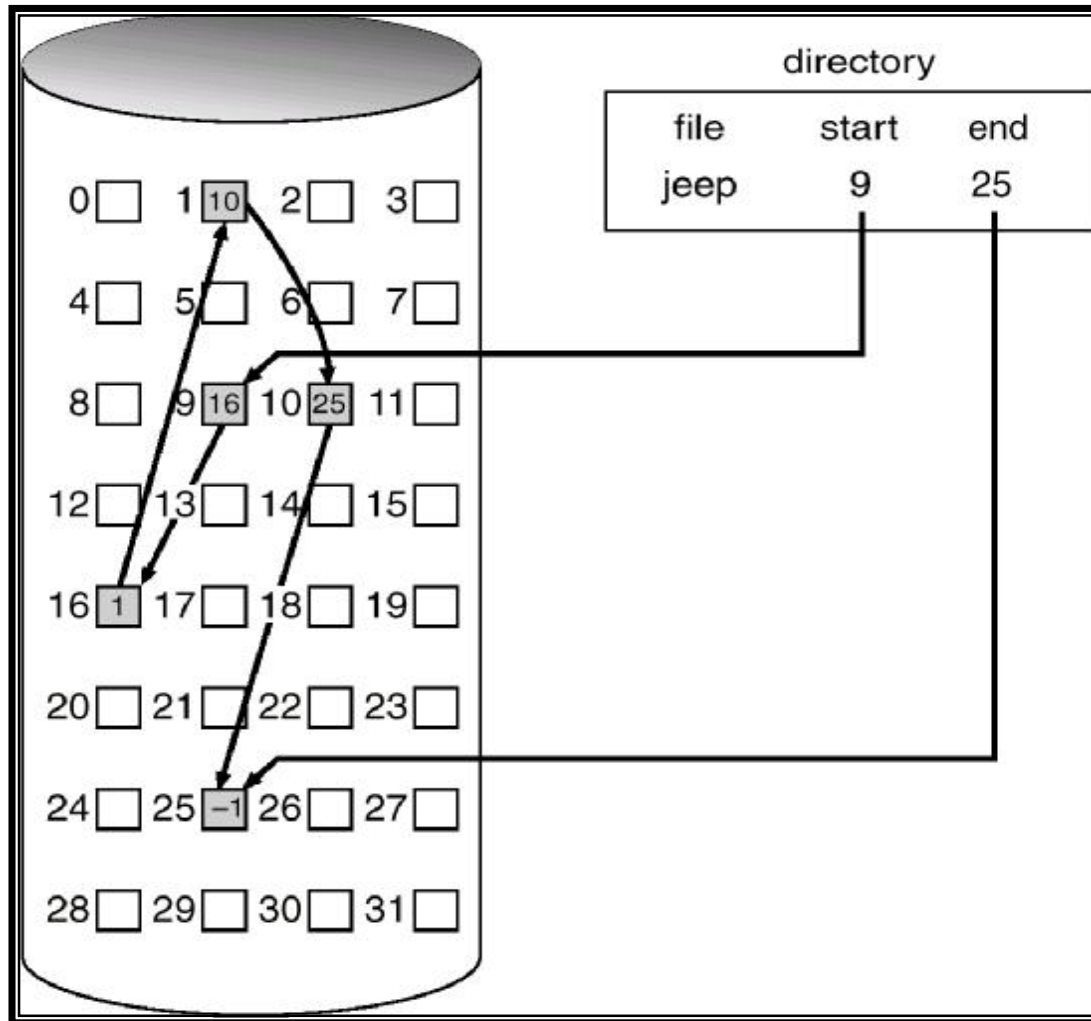 directory
file start end
jeep 9 25
0 1 10 2 3
4 5 6 7
8 9 16 10 25 11
12 13 14 15
16 1 17 18 19
20 21 22 23
24 25 –1 26 27
28 29 30 31